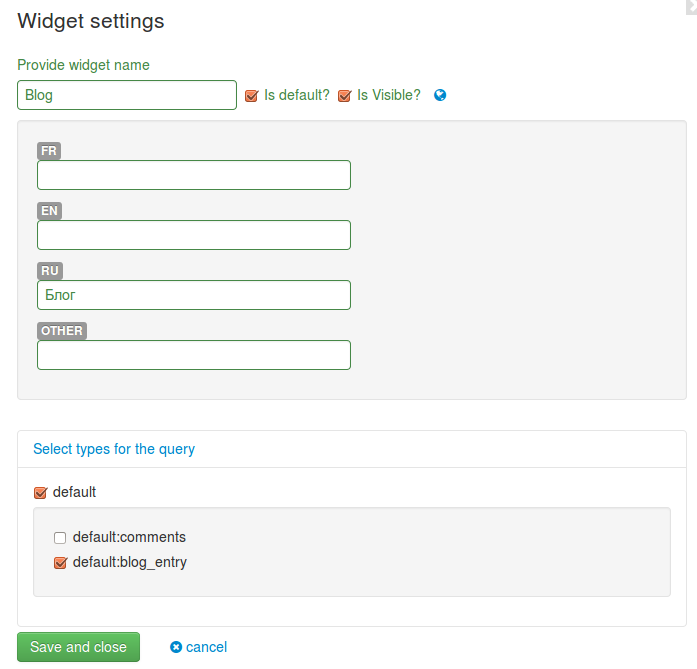 Widget settings
Provide widget name
Blog Is default? Is Visible?
FR
EN
RU
Блог
OTHER
Select types for the query
default
default:comments
default:blog_entry
Save and close cancel